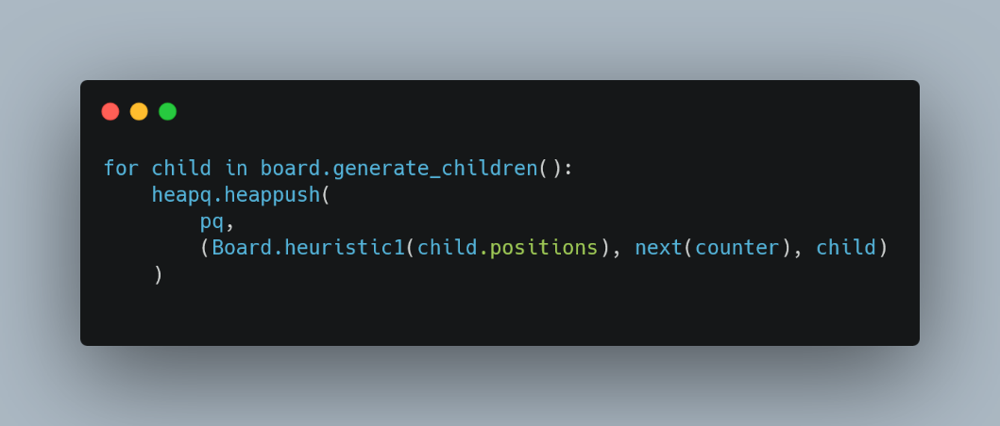 for child in board.generate_children():
    heapq.heappush(
        pq,
        (Board.heuristic1(child.positions), next(counter), child)
    )